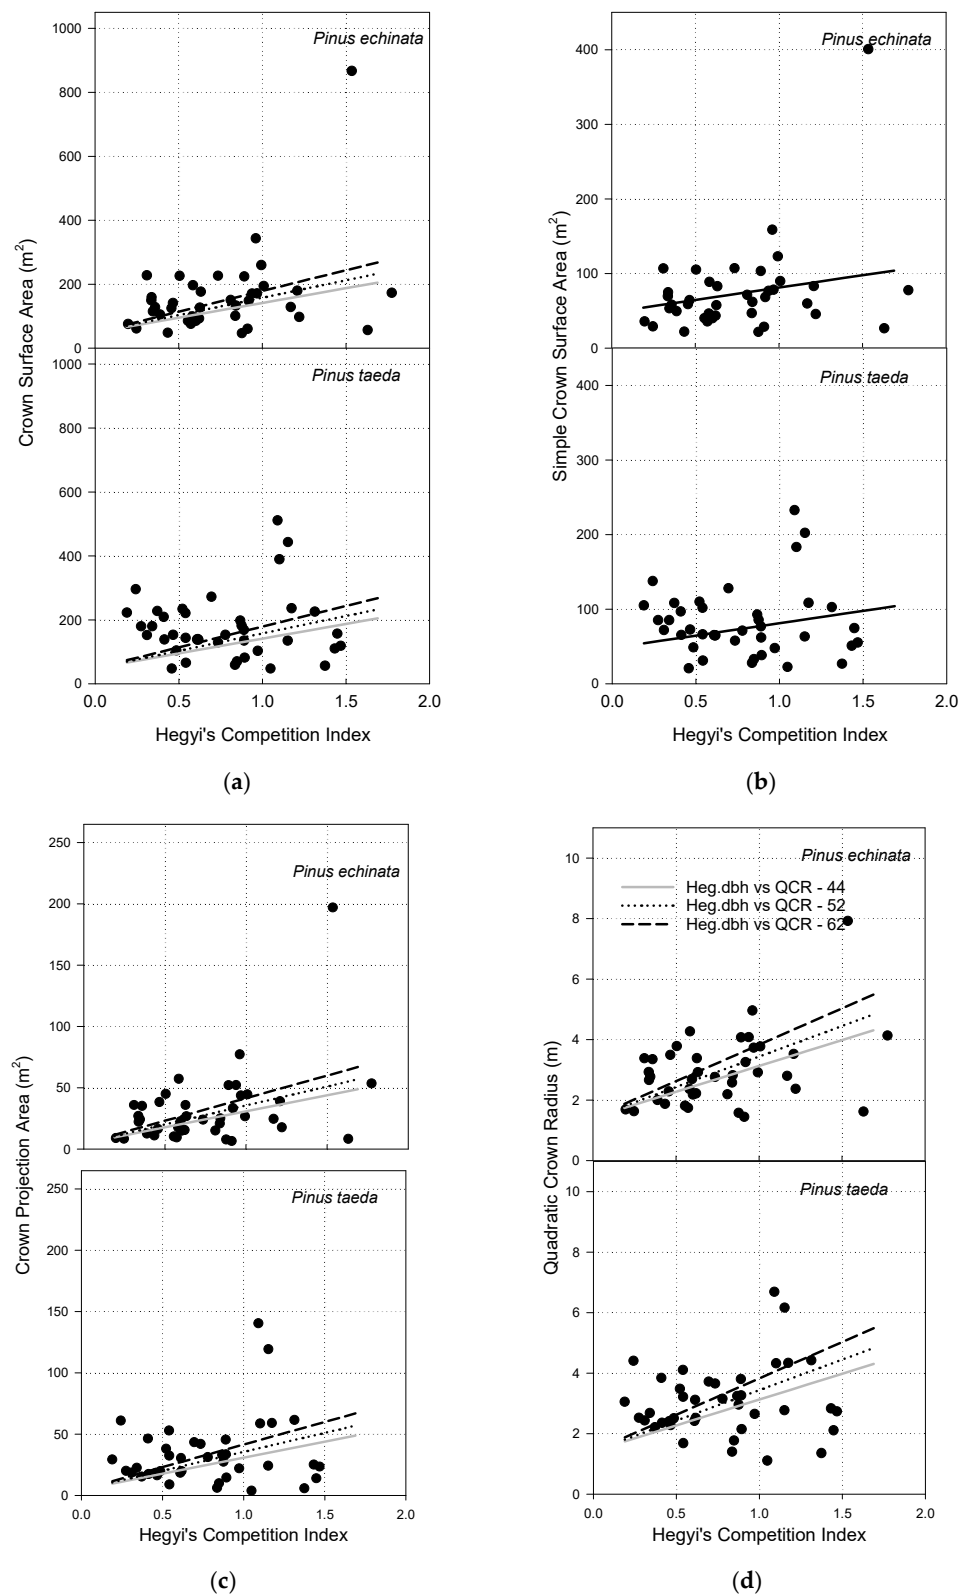 1000
Pinus echinata
800
600
400
200
0
Crown Surface Area (m²)
1000
Pinus taeda
800
600
400
200
0
0.0 0.5 1.0 1.5 2.0
Hegyi's Competition Index
(a)
400
Pinus echinata
300
200
100
0
Simple Crown Surface Area (m²)
400
Pinus taeda
300
200
100
0
0.0 0.5 1.0 1.5 2.0
Hegyi's Competition Index
(b)
250
Pinus echinata
200
150
100
50
0
Crown Projection Area (m²)
250
Pinus taeda
200
150
100
50
0
0.0 0.5 1.0 1.5 2.0
Hegyi's Competition Index
(c)
10
Pinus echinata
Heg.dbh vs QCR - 44
Heg.dbh vs QCR - 52
Heg.dbh vs QCR - 62
8
6
4
2
0
Quadratic Crown Radius (m)
10
Pinus taeda
8
6
4
2
0
0.0 0.5 1.0 1.5 2.0
Hegyi's Competition Index
(d)